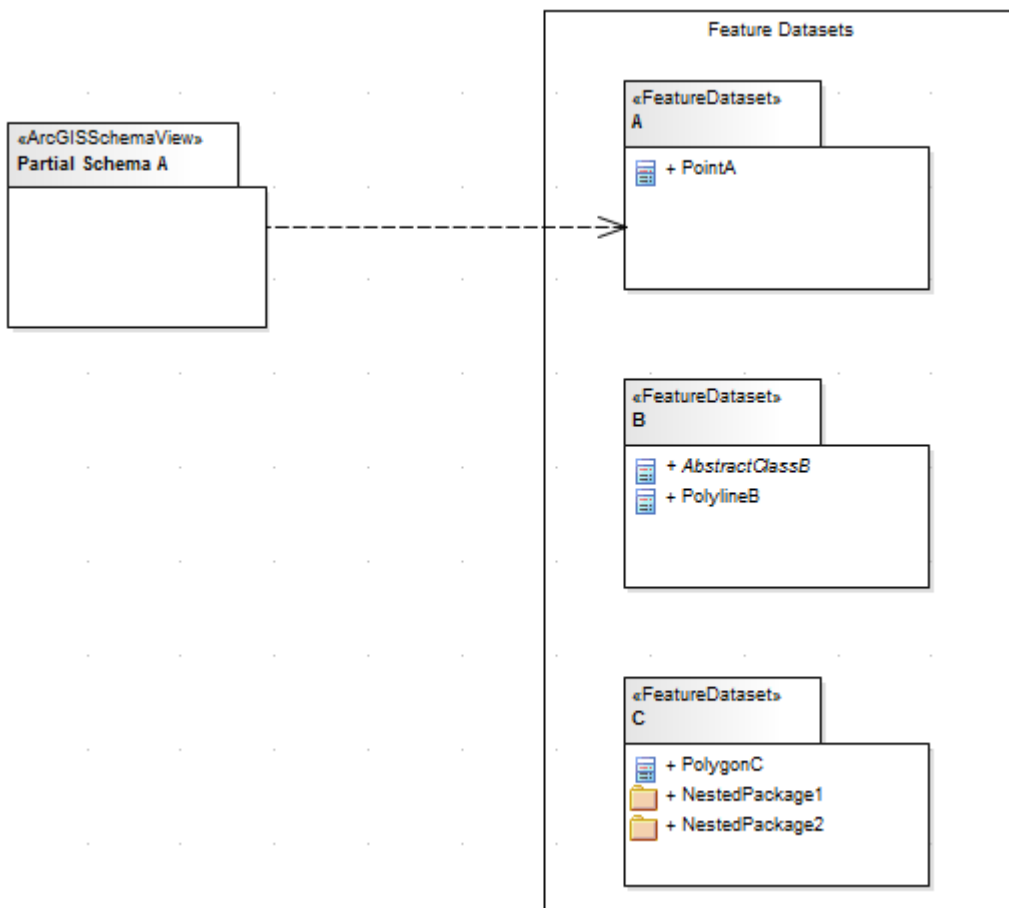 Feature Datasets
«ArcGISSchemaView»
Partial Schema A
«FeatureDataset»
A
+ PointA
«FeatureDataset»
B
+ AbstractClassB
+ PolylineB
«FeatureDataset»
C
+ PolygonC
+ NestedPackage1
+ NestedPackage2